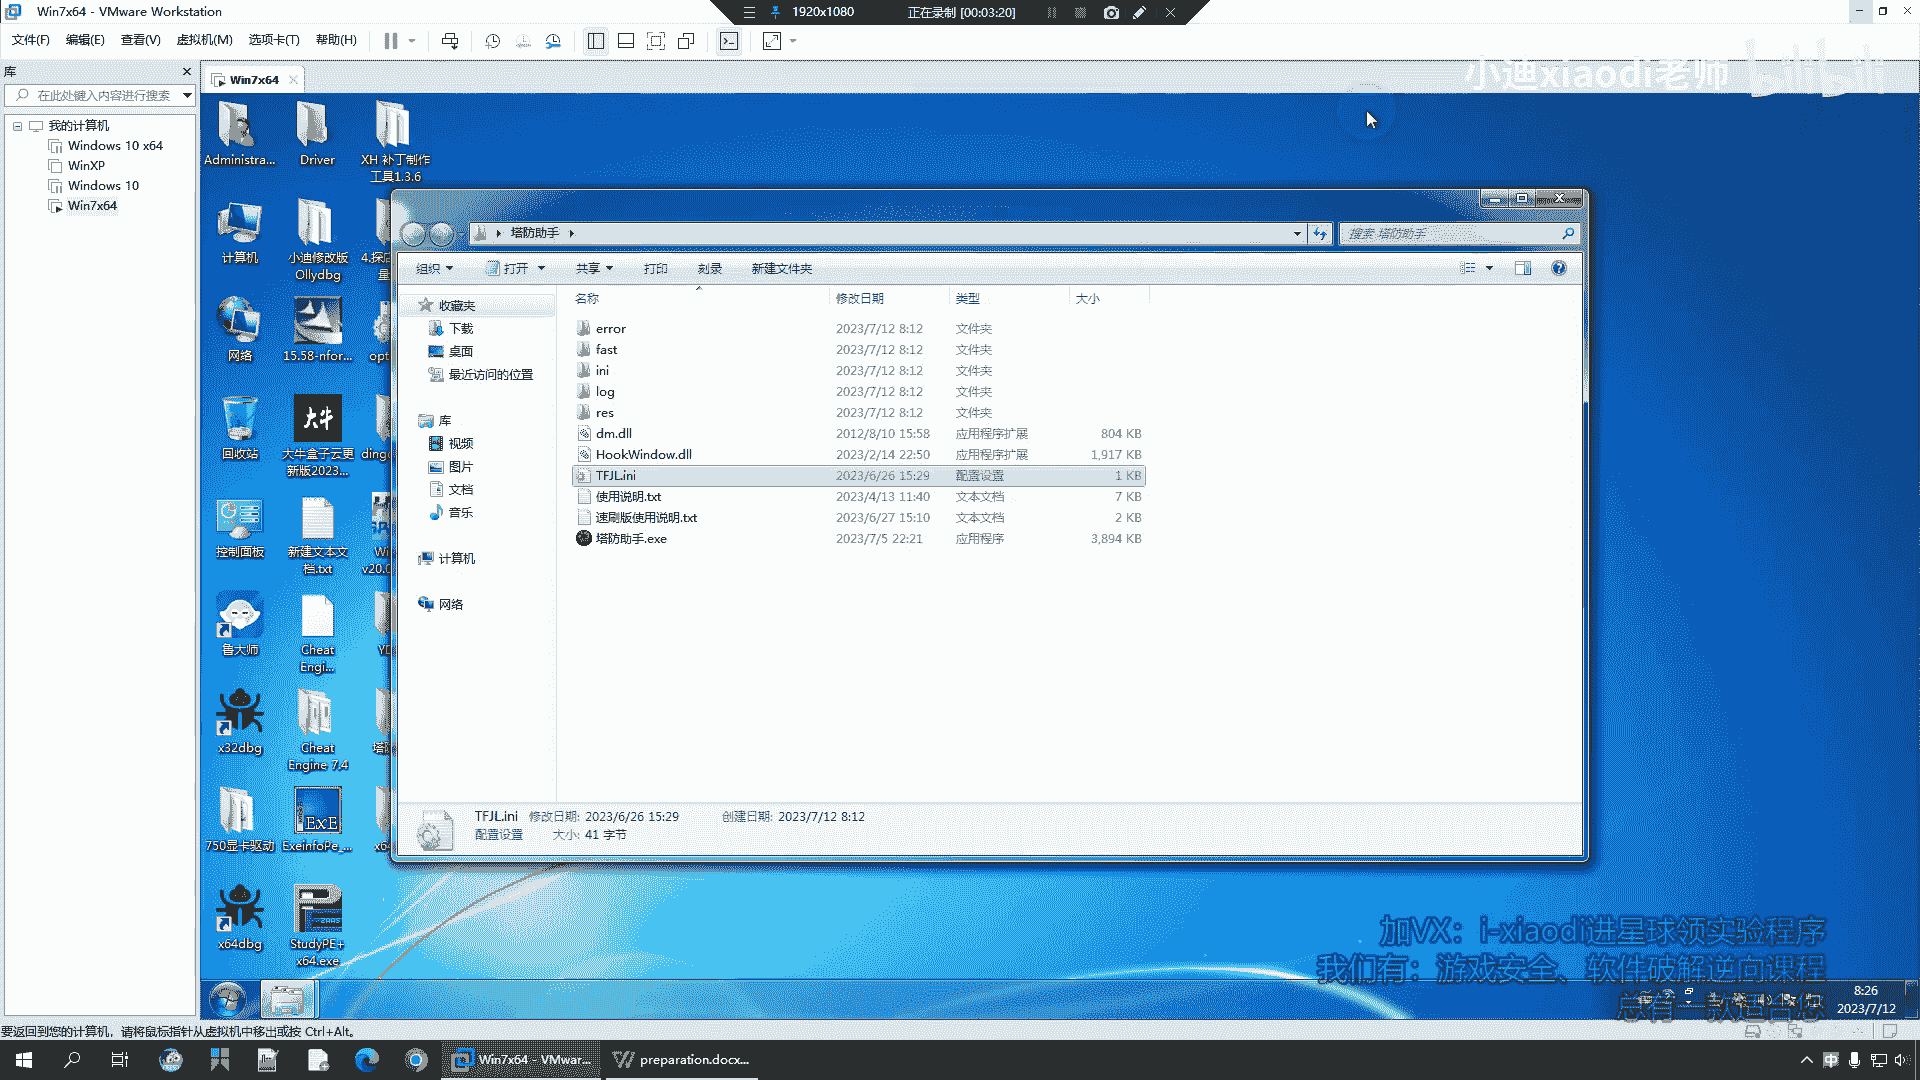 Win7x64 - VMware Workstation
1920x1080
正在录制 [00:03:20]
文件(F) 编辑(E) 查看(V) 虚拟机(M) 选项卡(T) 帮助(H)
库
在此处键入内容进行搜索
我的计算机
Windows 10 x64
WinXP
Windows 10
Win7x64
Win7x64
小迪xiaodi老师 bilibili
Administra...
Driver
XH 补丁制作
工具1.3.6
计算机
小迪修改版
Ollydbg
网络
15.58-nfor...
回收站
大牛
大牛盒子云更
新版2023...
控制面板
新建文本文
档.txt
鲁大师
Cheat
Engi...
x32dbg
Cheat
Engine 7.4
750显卡驱动
ExeinfoPe_...
x64dbg
StudyPE+
x64.exe
塔防助手
搜索 塔防助手
组织 打开 共享 打印 刻录 新建文件夹
收藏夹
下载
桌面
最近访问的位置
库
视频
图片
文档
音乐
计算机
网络
名称 修改日期 类型 大小
error 2023/7/12 8:12 文件夹
fast 2023/7/12 8:12 文件夹
ini 2023/7/12 8:12 文件夹
log 2023/7/12 8:12 文件夹
res 2023/7/12 8:12 文件夹
dm.dll 2012/8/10 15:58 应用程序扩展 804 KB
HookWindow.dll 2023/2/14 22:50 应用程序扩展 1,917 KB
TFJL.ini 2023/6/26 15:29 配置设置 1 KB
使用说明.txt 2023/4/13 11:40 文本文档 7 KB
速刷版使用说明.txt 2023/6/27 15:10 文本文档 2 KB
塔防助手.exe 2023/7/5 22:21 应用程序 3,894 KB
TFJL.ini 修改日期: 2023/6/26 15:29 创建日期: 2023/7/12 8:12
配置设置 大小: 41 字节
加VX：i-xiaodi进星球领实验程序
我们有：游戏安全、软件破解逆向课程
总有一款适合您
8:26
2023/7/12
要返回到您的计算机，请将鼠标指针从虚拟机中移出或按 Ctrl+Alt。
Win7x64 - VMwar...
preparation.docx...
中